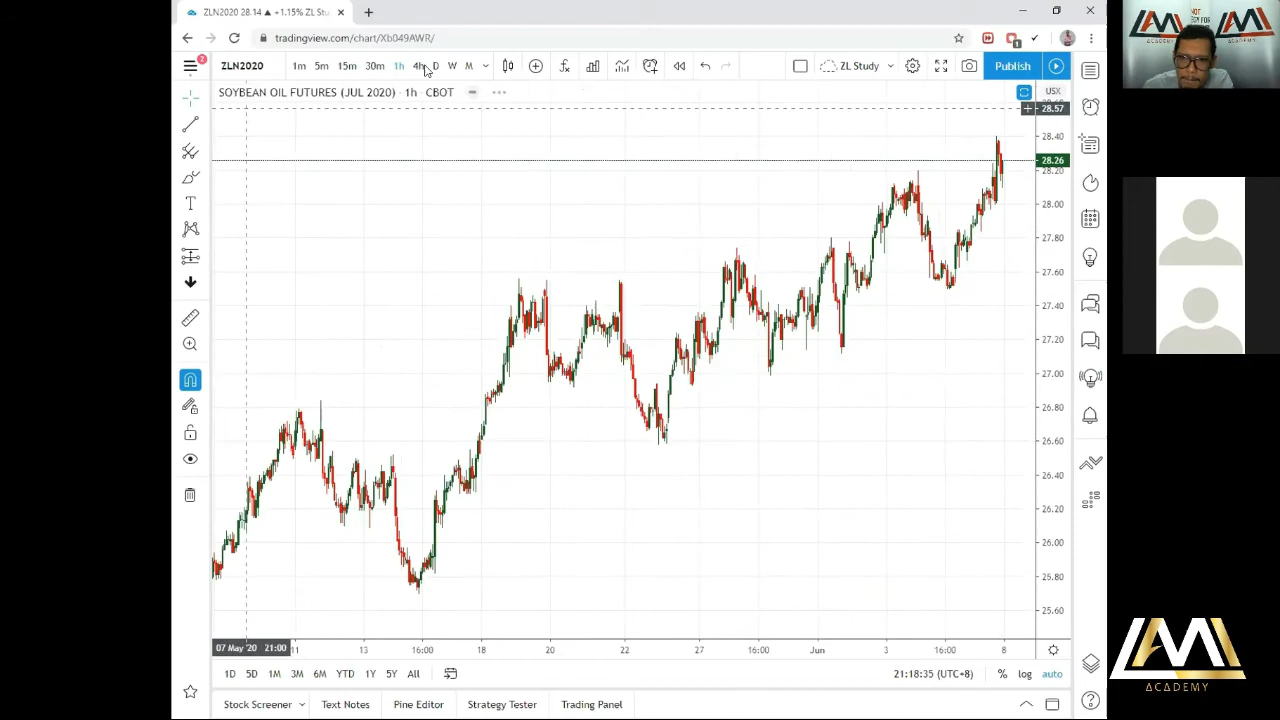 ZLN2020 28.14 ▲ +1.15% ZL Stu
tradingview.com/chart/Xb049AWR/
2
ZLN2020 1m 5m 15m 30m 1h 4h D W M ZL Study Publish
SOYBEAN OIL FUTURES (JUL 2020) · 1h · CBOT
USX
28.57
28.40
28.26
28.20
28.00
27.80
27.60
27.40
27.20
27.00
26.80
26.60
26.40
26.20
26.00
25.80
25.60
07 May '20 21:00 11 13 16:00 18 20 22 27 16:00 Jun 3 16:00 8
1D 5D 1M 3M 6M YTD 1Y 5Y All 21:18:35 (UTC+8) % log auto
Stock Screener Text Notes Pine Editor Strategy Tester Trading Panel
1
ACADEMY